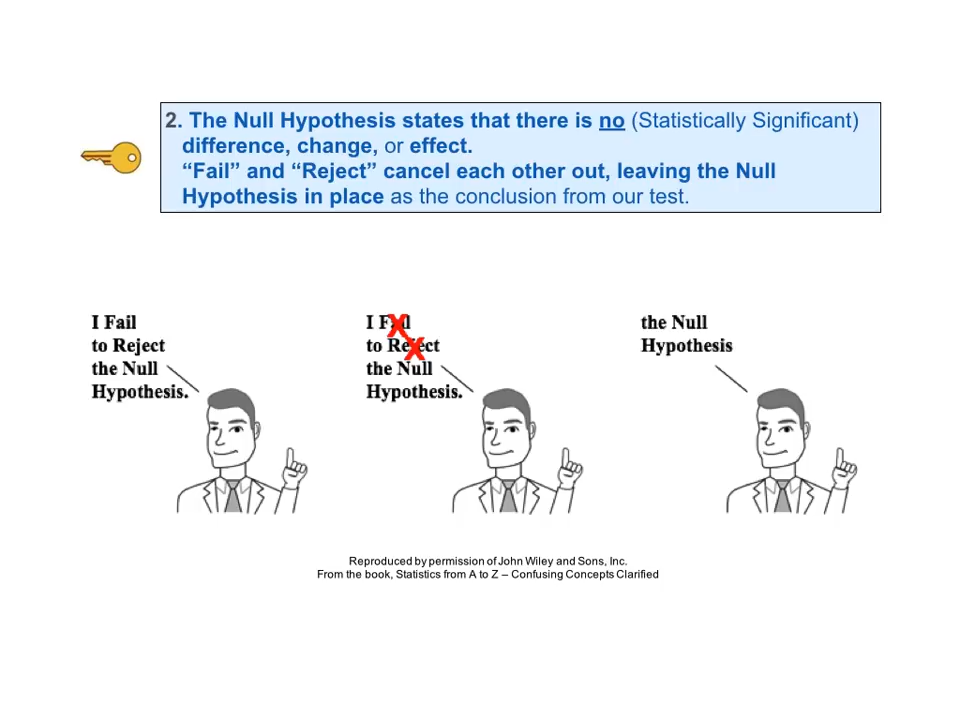 2. The Null Hypothesis states that there is no (Statistically Significant)
difference, change, or effect.
“Fail” and “Reject” cancel each other out, leaving the Null
Hypothesis in place as the conclusion from our test.
I Fail
to Reject
the Null
Hypothesis.
I Fail
to Reject
the Null
Hypothesis.
X
X
the Null
Hypothesis
Reproduced by permission of John Wiley and Sons, Inc.
From the book, Statistics from A to Z – Confusing Concepts Clarified